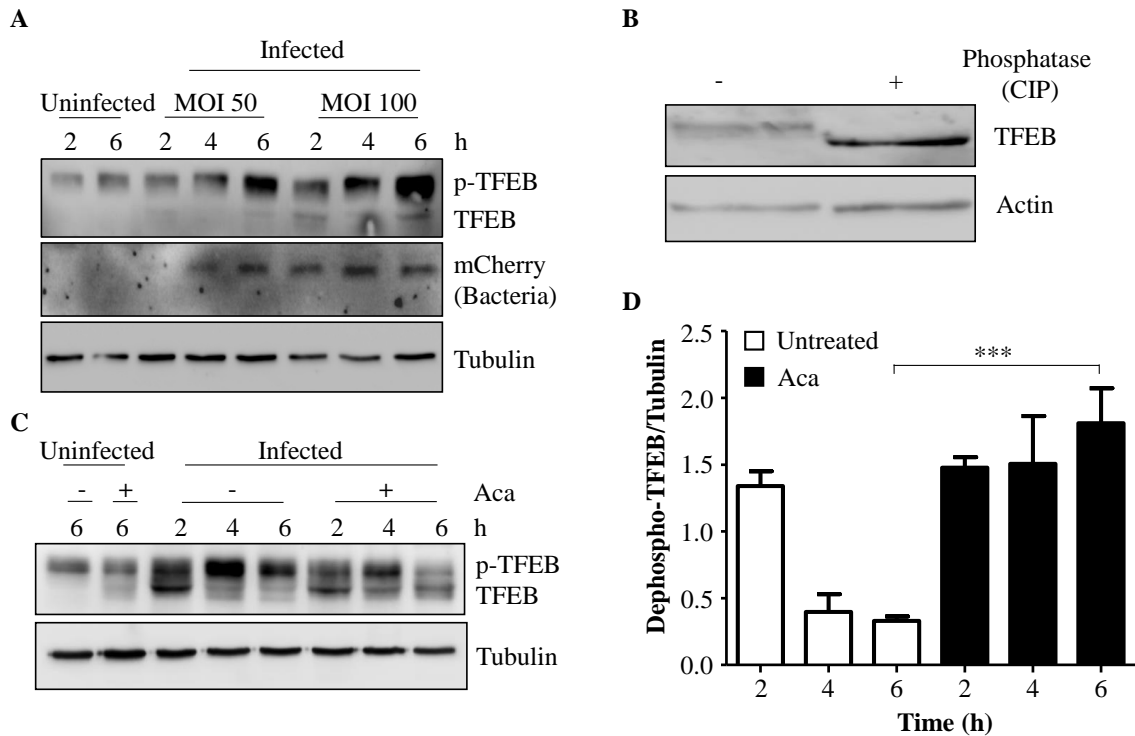 A
Infected
Uninfected MOI 50 MOI 100
2 6 2 4 6 2 4 6 h
p-TFEB
TFEB
mCherry
(Bacteria)
Tubulin
B
Phosphatase
(CIP)
- +
TFEB
Actin
C
Uninfected Infected
- + - + Aca
6 6 2 4 6 2 4 6 h
p-TFEB
TFEB
Tubulin
D
Dephospho-TFEB/Tubulin
2.5
2.0
1.5
1.0
0.5
0.0
Untreated
Aca
***
2 4 6 2 4 6
Time (h)